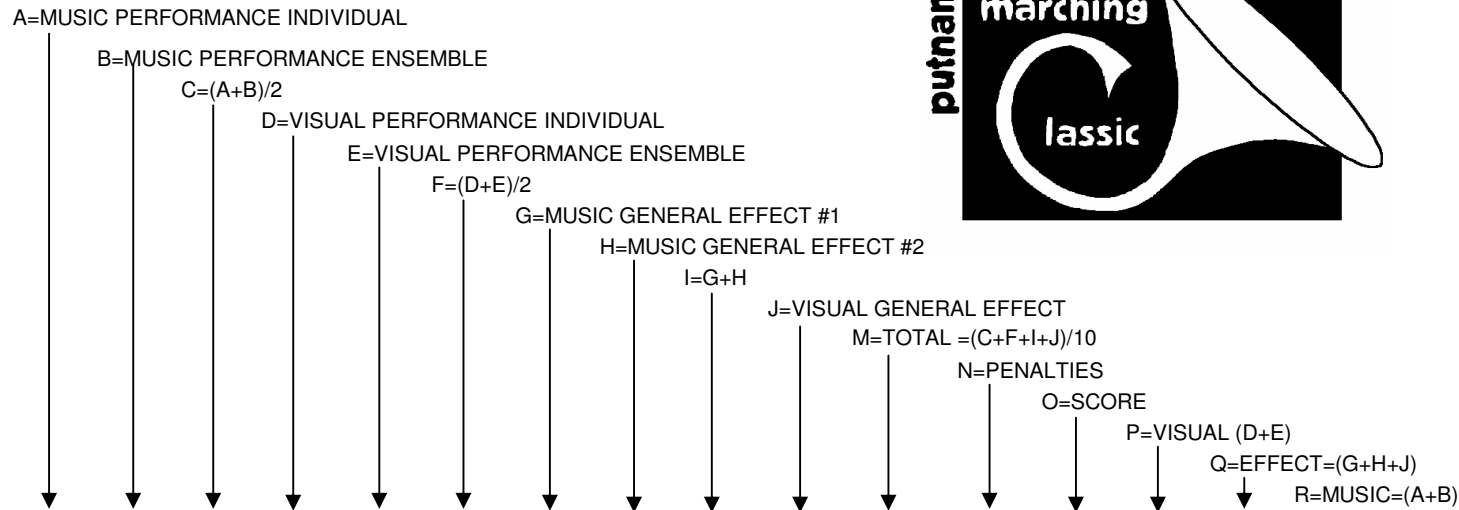 A=MUSIC PERFORMANCE INDIVIDUAL
B=MUSIC PERFORMANCE ENSEMBLE
C=(A+B)/2
D=VISUAL PERFORMANCE INDIVIDUAL
E=VISUAL PERFORMANCE ENSEMBLE
F=(D+E)/2
G=MUSIC GENERAL EFFECT #1
H=MUSIC GENERAL EFFECT #2
I=G+H
J=VISUAL GENERAL EFFECT
M=TOTAL =(C+F+I+J)/10
N=PENALTIES
O=SCORE
P=VISUAL (D+E)
Q=EFFECT=(G+H+J)
R=MUSIC=(A+B)
putnam
marching
lassic